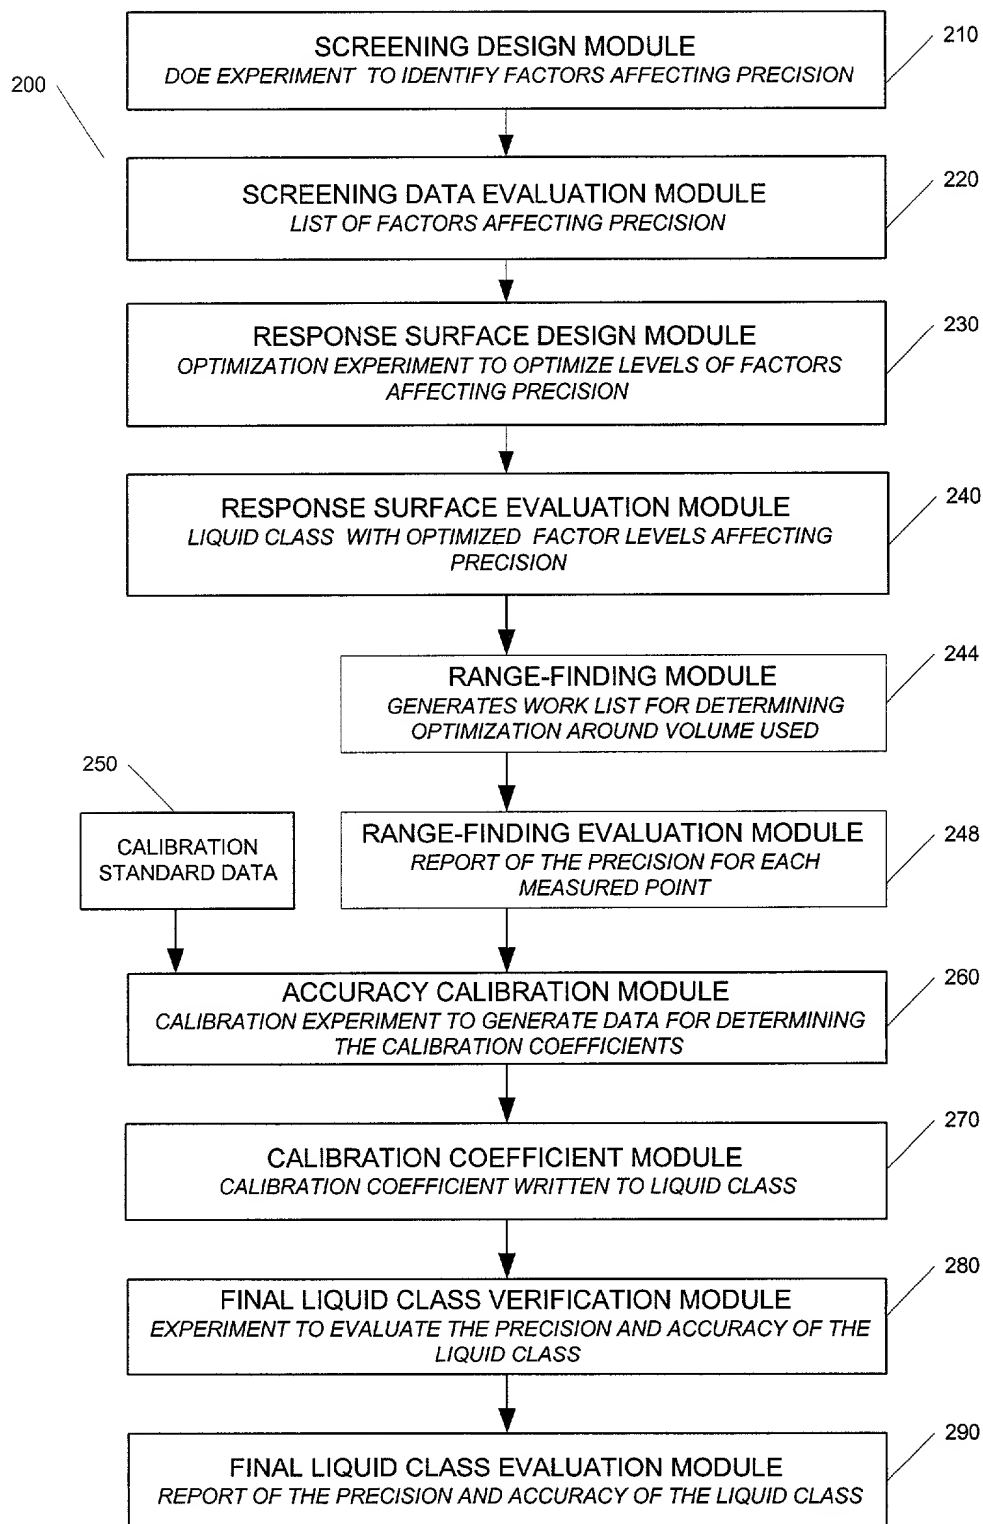 SCREENING DESIGN MODULE
DOE EXPERIMENT TO IDENTIFY FACTORS AFFECTING PRECISION
210
200
SCREENING DATA EVALUATION MODULE
LIST OF FACTORS AFFECTING PRECISION
220
RESPONSE SURFACE DESIGN MODULE
OPTIMIZATION EXPERIMENT TO OPTIMIZE LEVELS OF FACTORS
AFFECTING PRECISION
230
RESPONSE SURFACE EVALUATION MODULE
LIQUID CLASS WITH OPTIMIZED FACTOR LEVELS AFFECTING
PRECISION
240
RANGE-FINDING MODULE
GENERATES WORK LIST FOR DETERMINING
OPTIMIZATION AROUND VOLUME USED
244
250
CALIBRATION
STANDARD DATA
RANGE-FINDING EVALUATION MODULE
REPORT OF THE PRECISION FOR EACH
MEASURED POINT
248
ACCURACY CALIBRATION MODULE
CALIBRATION EXPERIMENT TO GENERATE DATA FOR DETERMINING
THE CALIBRATION COEFFICIENTS
260
CALIBRATION COEFFICIENT MODULE
CALIBRATION COEFFICIENT WRITTEN TO LIQUID CLASS
270
FINAL LIQUID CLASS VERIFICATION MODULE
EXPERIMENT TO EVALUATE THE PRECISION AND ACCURACY OF THE
LIQUID CLASS
280
FINAL LIQUID CLASS EVALUATION MODULE
REPORT OF THE PRECISION AND ACCURACY OF THE LIQUID CLASS
290